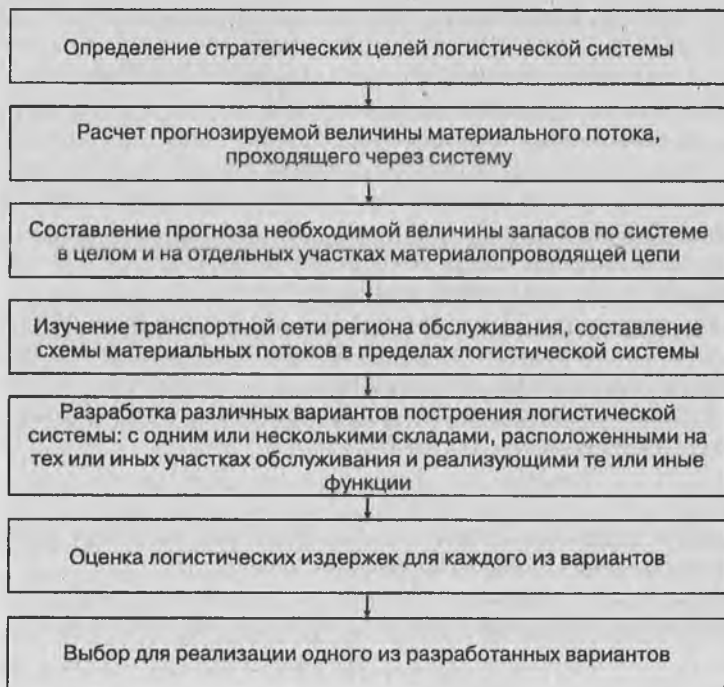 Определение стратегических целей логистической системы
Расчет прогнозируемой величины материального потока,
проходящего через систему
Составление прогноза необходимой величины запасов по системе
в целом и на отдельных участках материалопроводящей цепи
Изучение транспортной сети региона обслуживания, составление
схемы материальных потоков в пределах логистической системы
Разработка различных вариантов построения логистической
системы: с одним или несколькими складами, расположенными на
тех или иных участках обслуживания и реализующими те или иные
функции
Оценка логистических издержек для каждого из вариантов
Выбор для реализации одного из разработанных вариантов